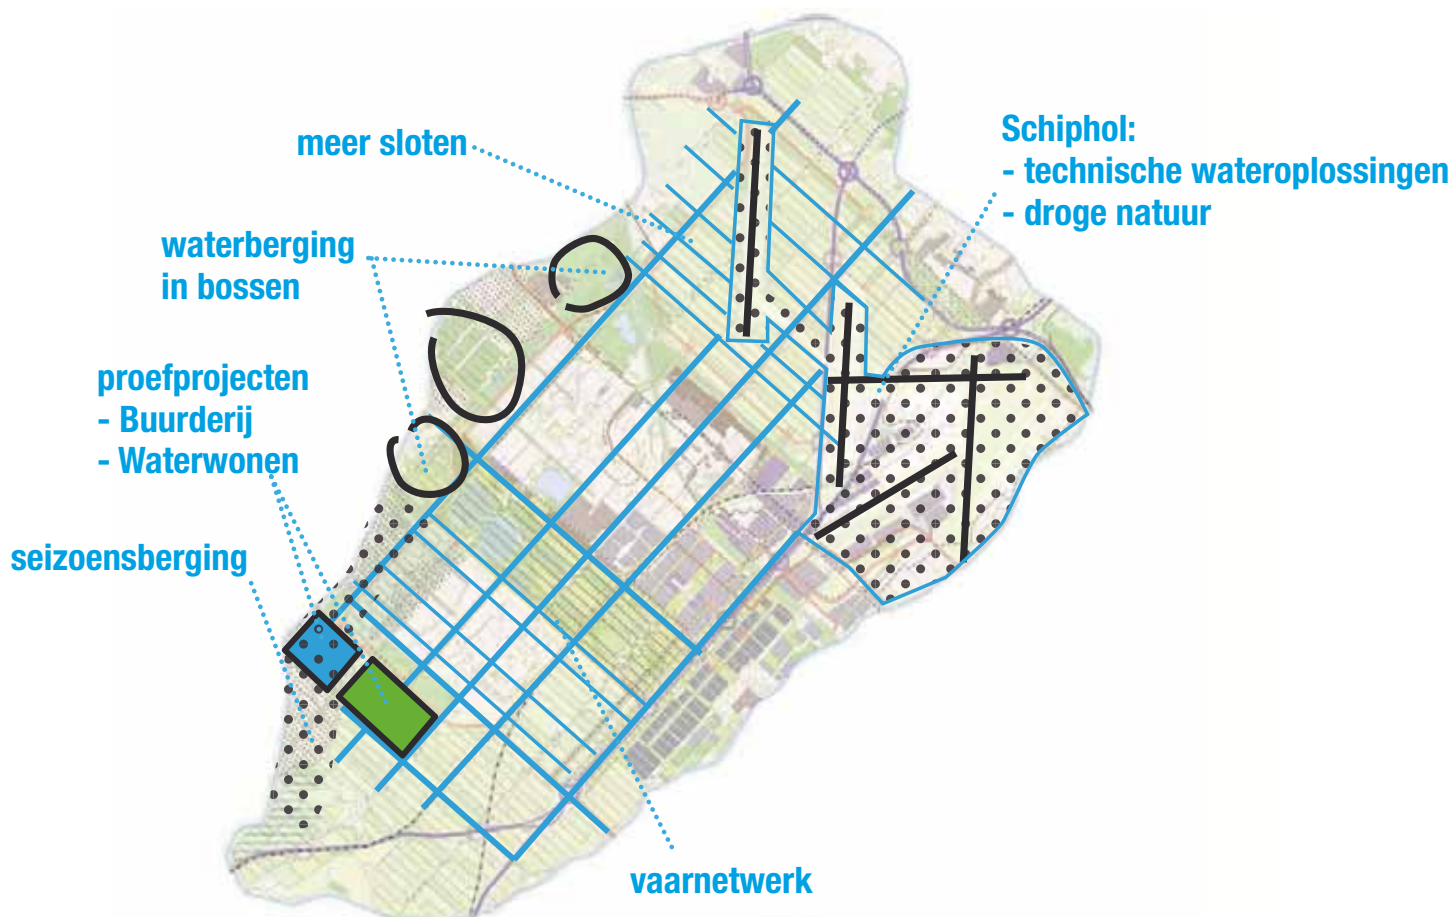 meer sloten
Schiphol:
- technische wateroplossingen
- droge natuur
waterberging
in bossen
proefprojecten
- Buurderij
- Waterwonen
seizoensberging
vaarnetwerk